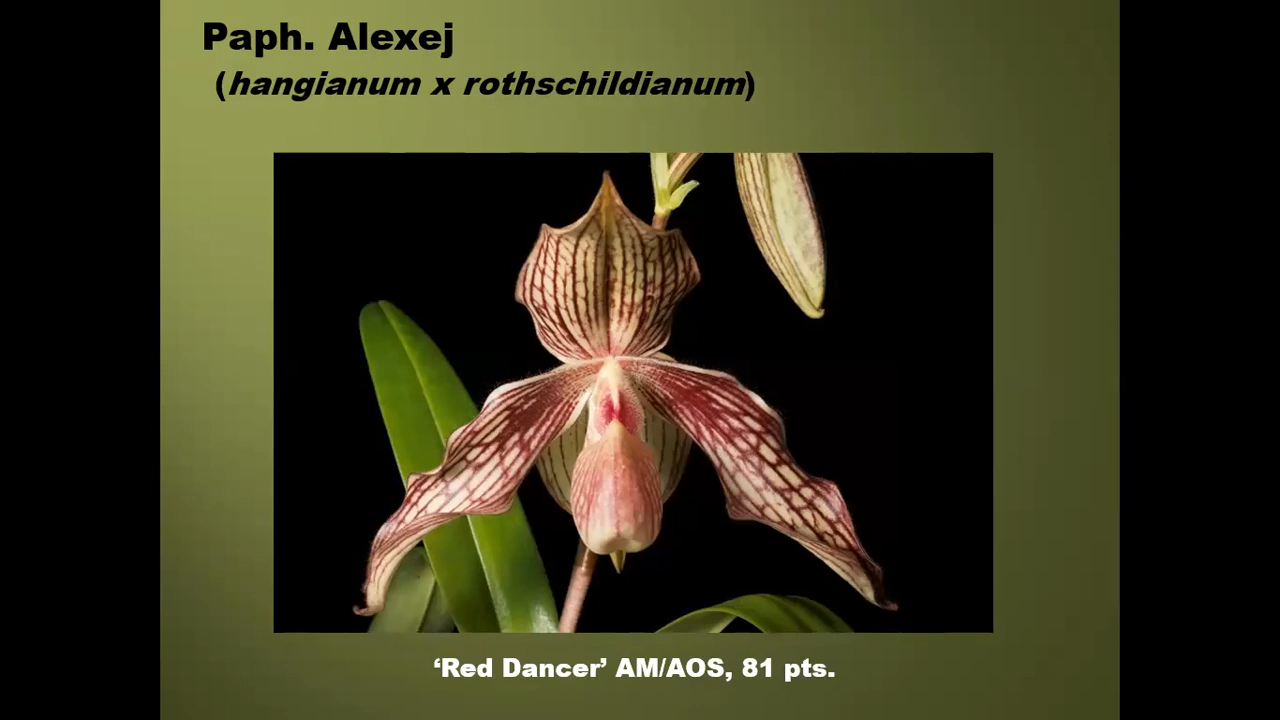 Paph. Alexej
(hangianum x rothschildianum)
‘Red Dancer’ AM/AOS, 81 pts.